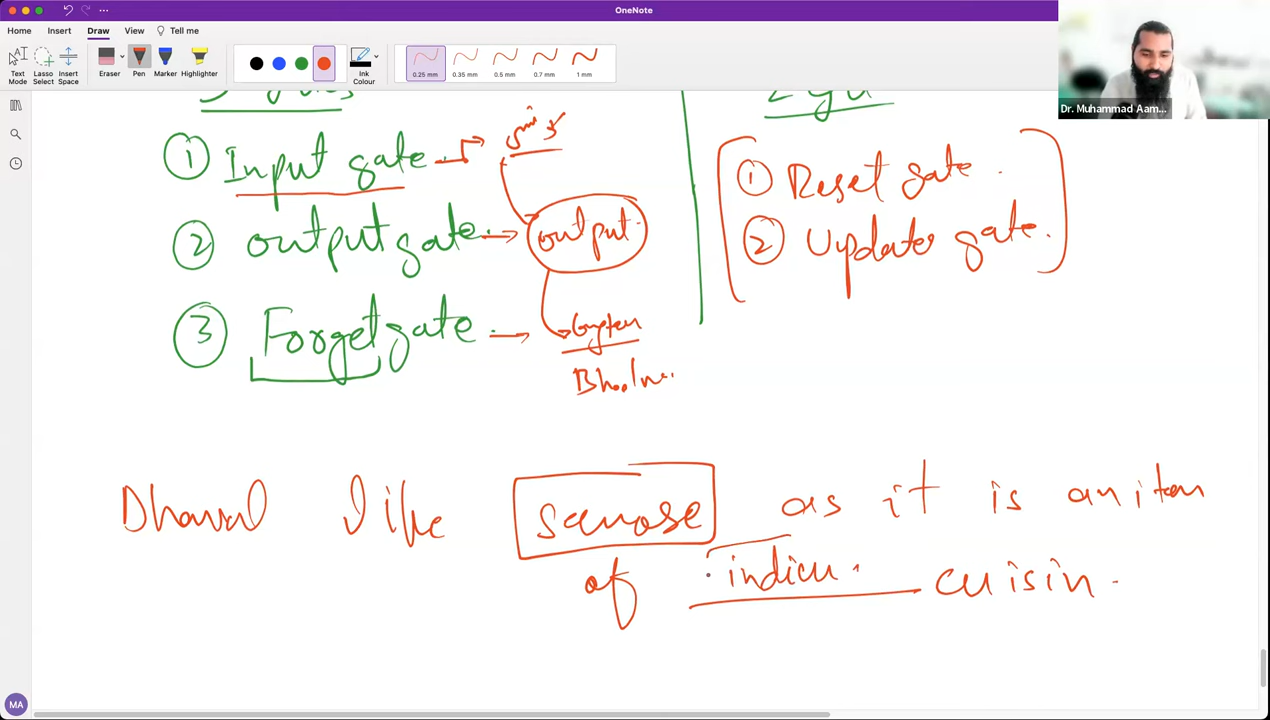 OneNote
Home Insert Draw View Tell me
Text Mode Lasso Select Insert Space Eraser Pen Marker Highlighter Ink Colour 0.25 mm 0.35 mm 0.5 mm 0.7 mm 1 mm
Dr. Muhammad Aam...
① Input gate
② output gate. output.
③ Forget gate
① Reset gate.
② Update gate.
Dhaval like samose as it is an item
of indian cuisin.
MA